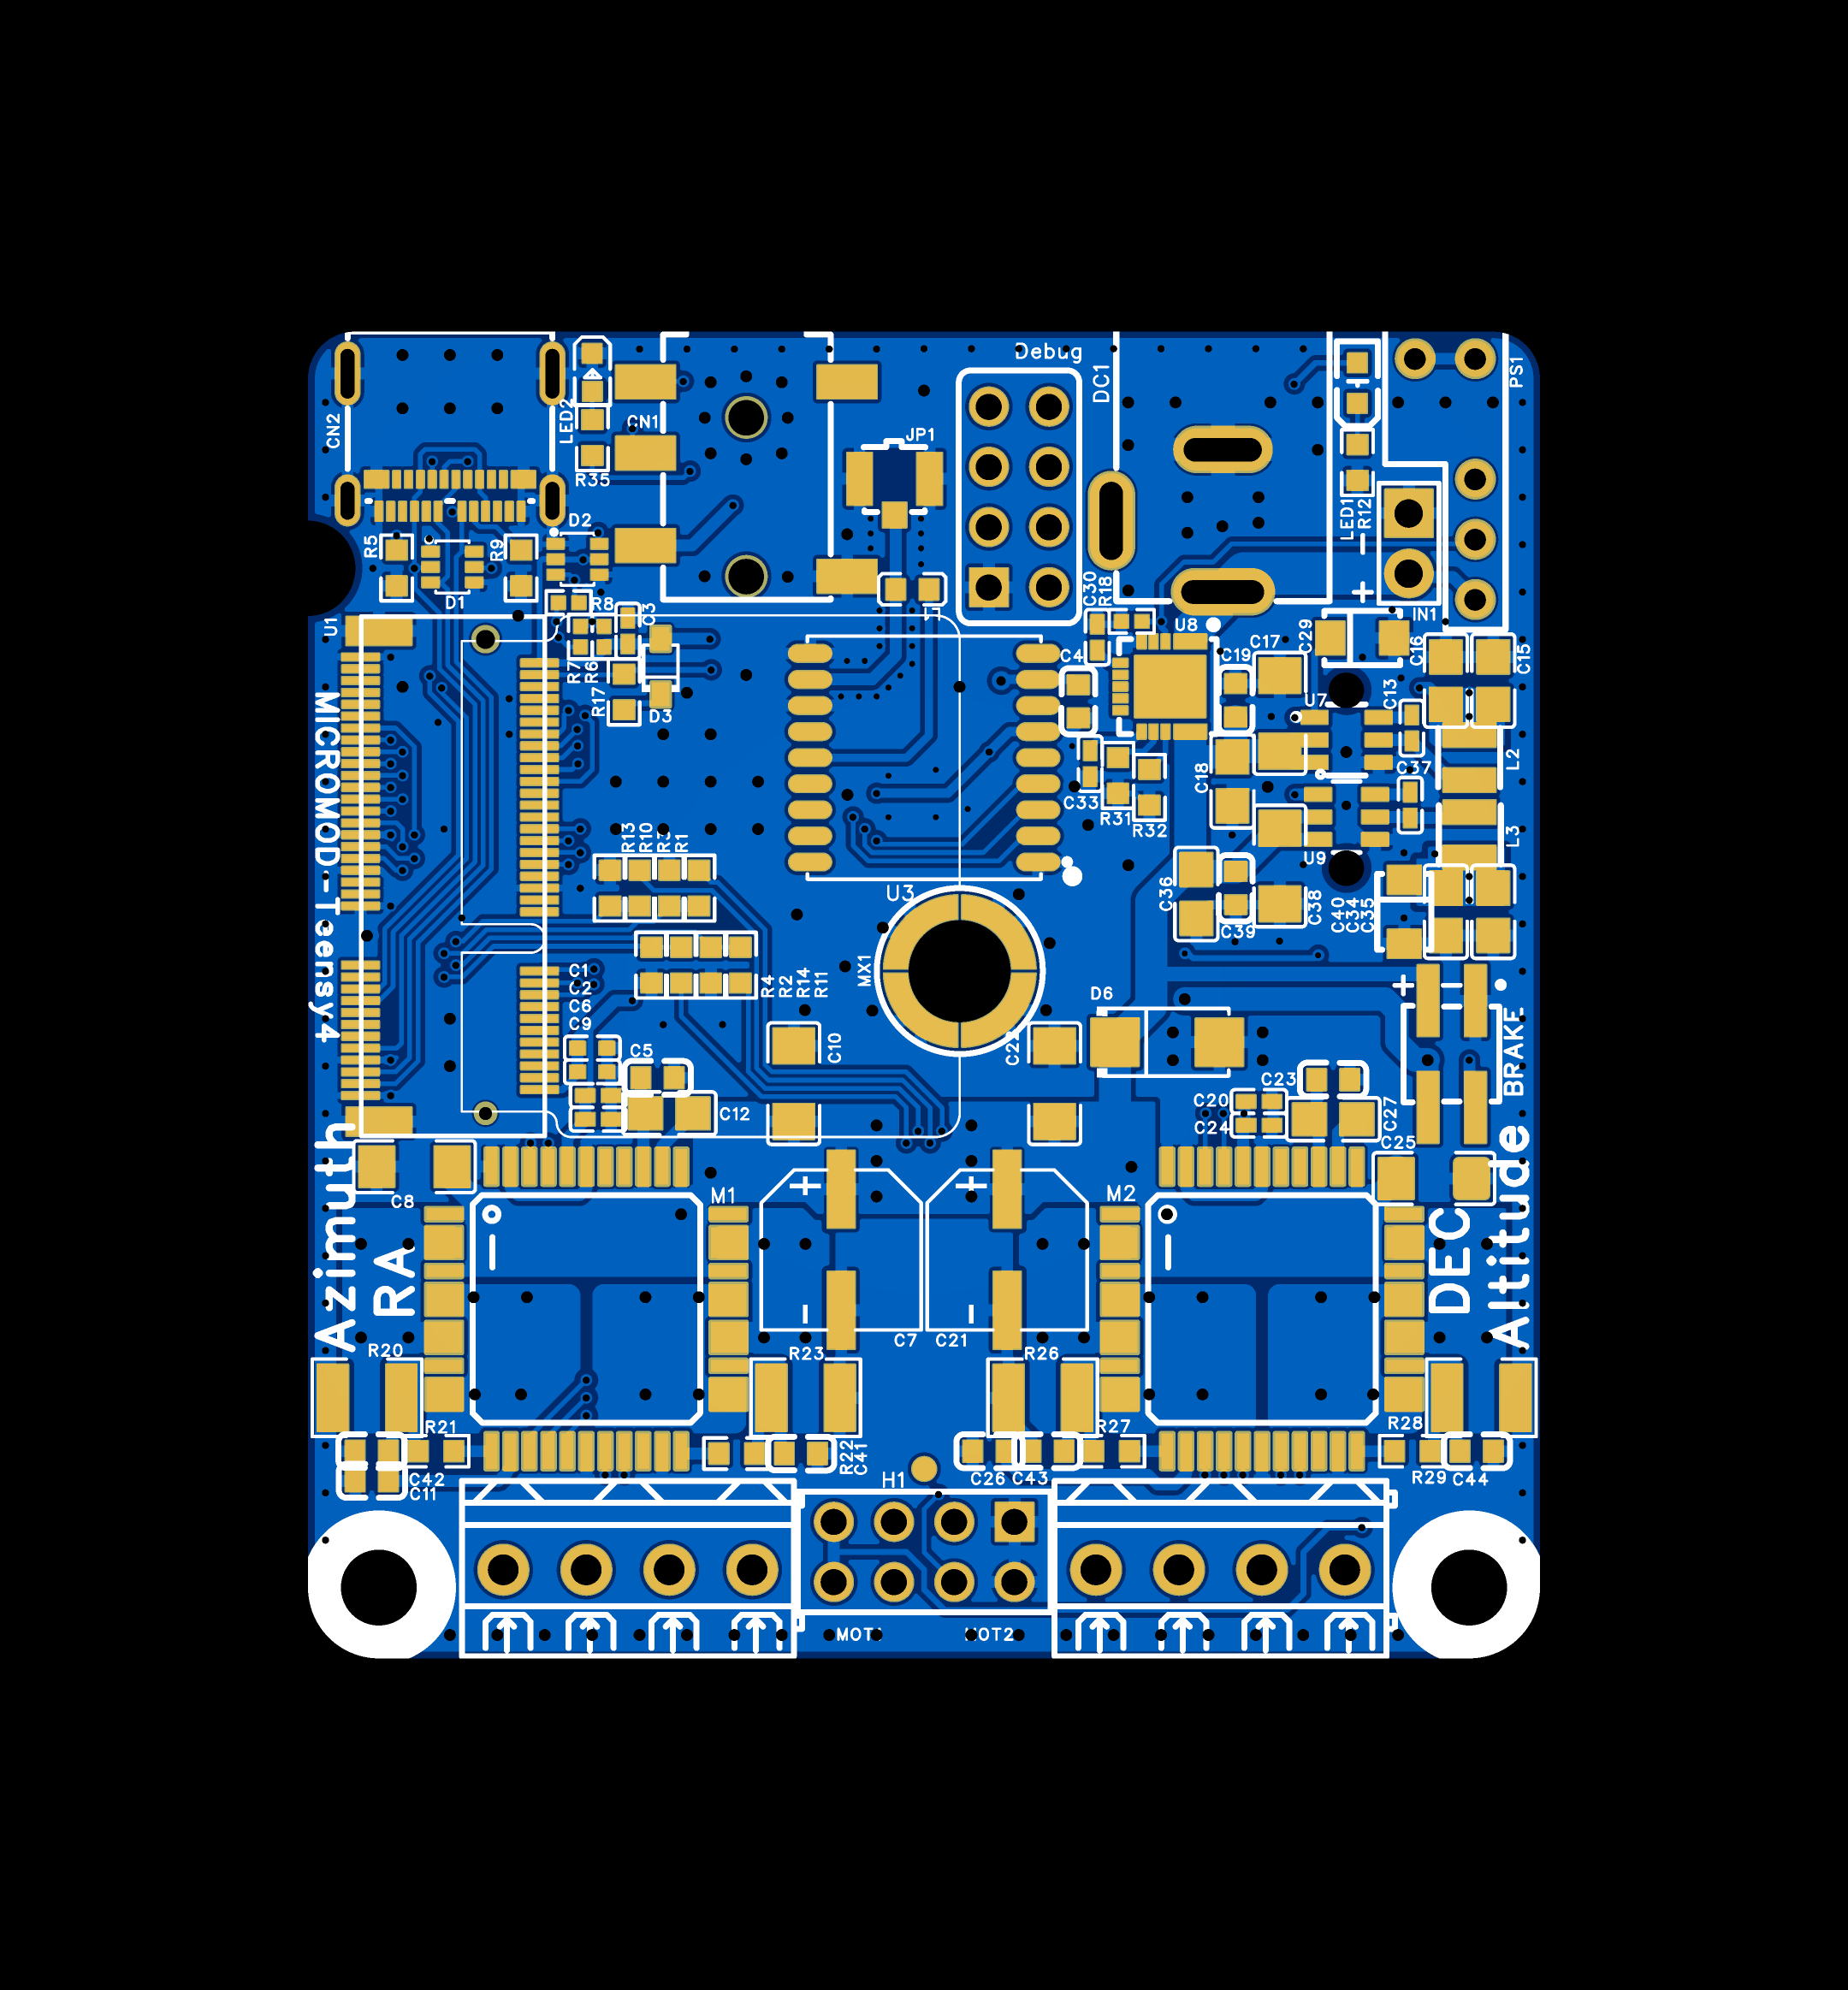 Debug
CN2
LED2
CN1
R35
JP1
DC1
PS1
LED1
R12
IN1
+
R5
D1
R9
D2
R8
C3
R7
R6
R17
D3
U1
MICROMOD-Teensy4
C30
R18
U8
C4
C19
C17
C29
C16
C15
U7
C13
C18
C37
L2
L3
C33
R31
R32
U9
C36
C39
C38
C40
C34
C35
R13
R10
R1
U3
MX1
R4
R2
R14
R11
C1
C2
C6
C9
C5
C12
C10
D6
+
BRAKE
C23
C20
C24
C27
C25
C8
M1
M2
Azimuth
RA
DEC
Altitude
+ -
+ -
C7
C21
R20
R23
R26
R21
R22
C41
R27
R28
C42
C11
H1
C26
C43
R29
C44
MOT1
MOT2